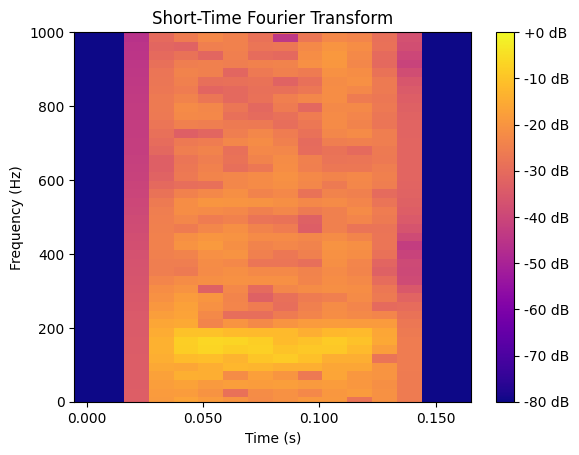 Short-Time Fourier Transform
1000
800
600
400
200
0
Frequency (Hz)
0.000
0.050
0.100
0.150
Time (s)
+0 dB
-10 dB
-20 dB
-30 dB
-40 dB
-50 dB
-60 dB
-70 dB
-80 dB